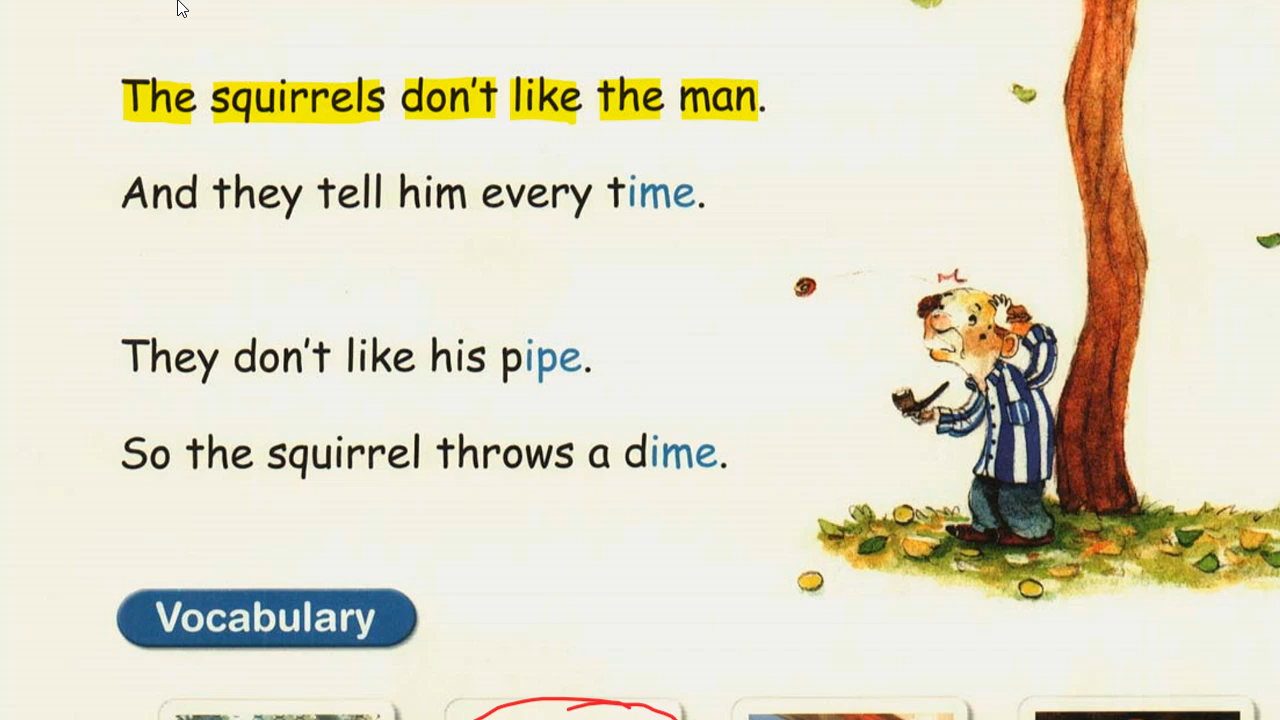 The squirrels don't like the man.
And they tell him every time.
They don't like his pipe.
So the squirrel throws a dime.
Vocabulary